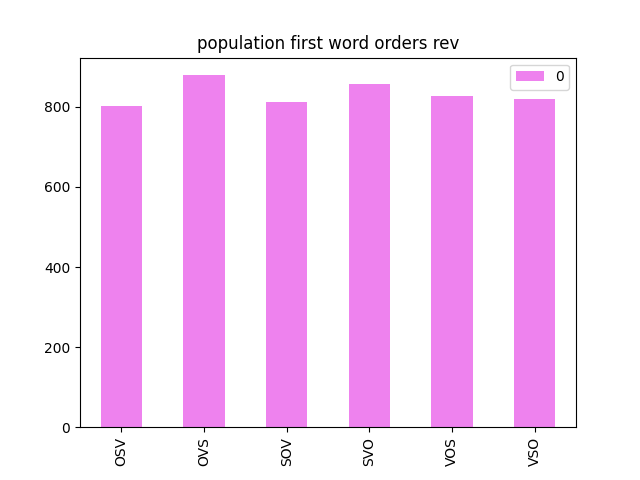 population first word orders rev
0
800
600
400
200
0
OSV
OVS
SOV
SVO
VOS
VSO